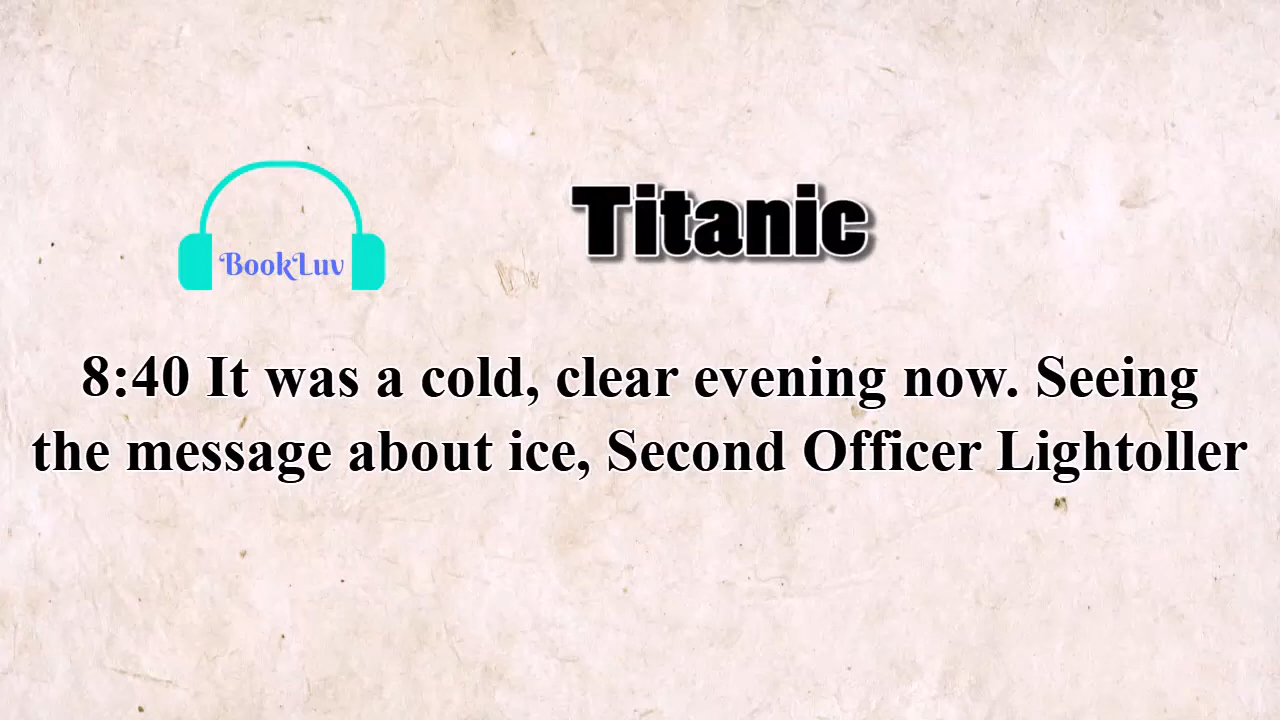 BookLuv
Titanic
8:40 It was a cold, clear evening now. Seeing
the message about ice, Second Officer Lightoller